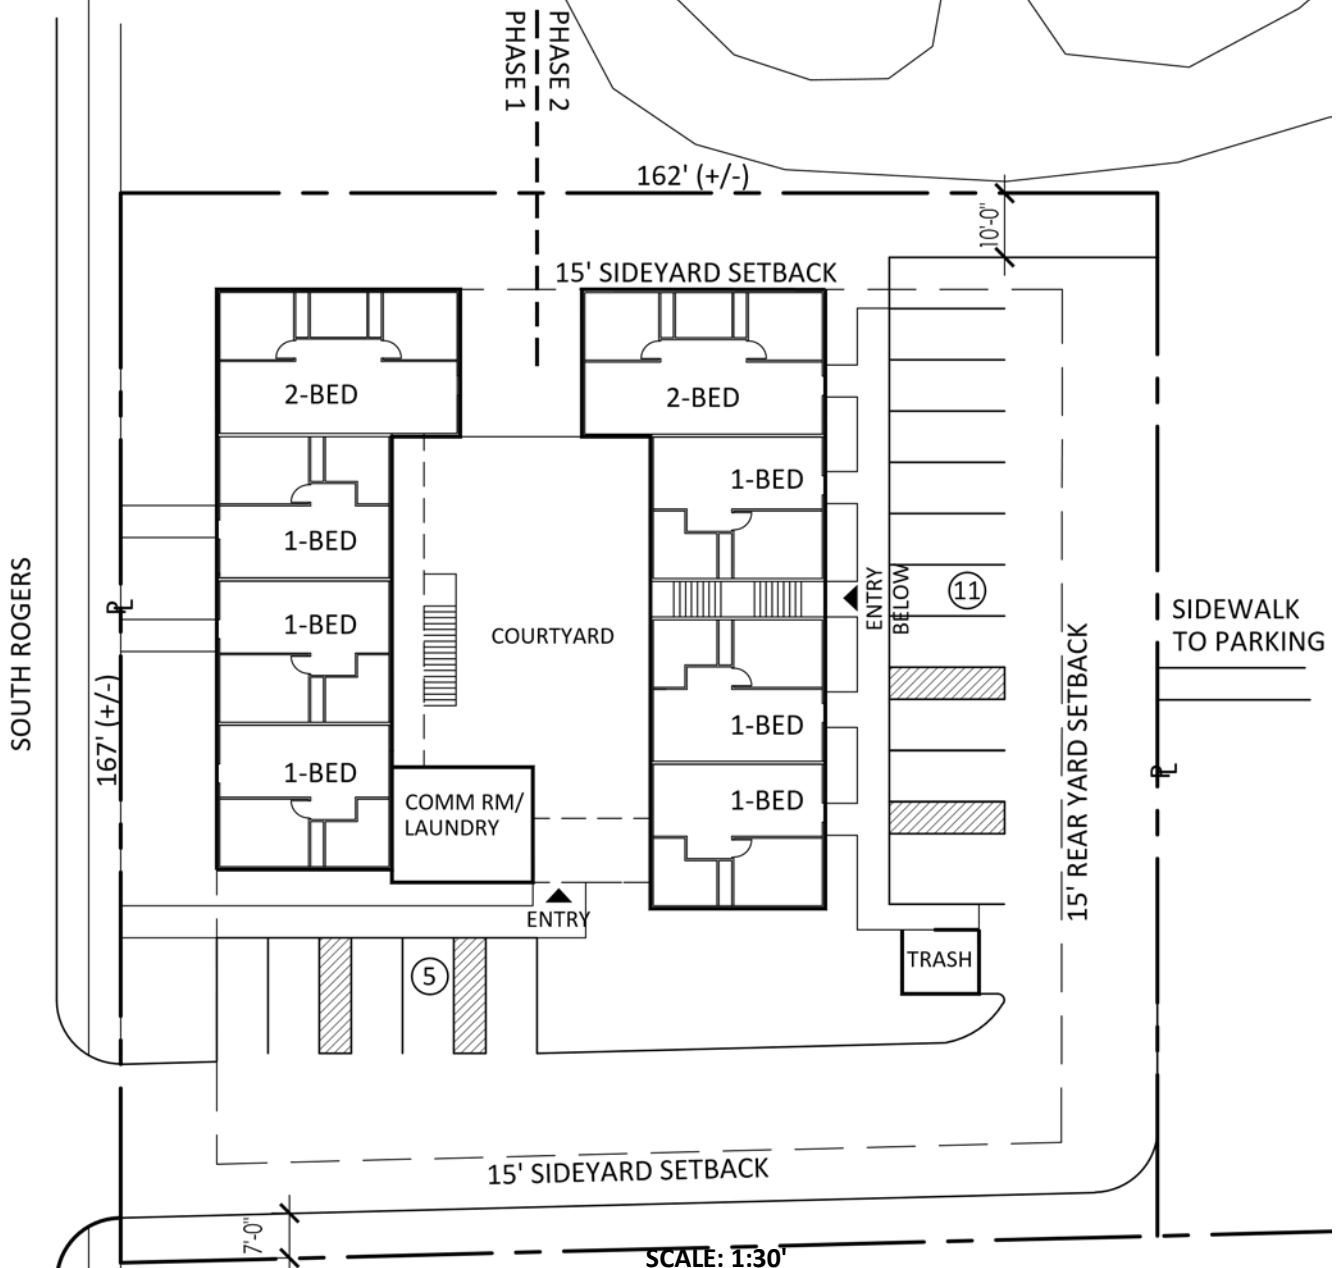 PHASE 2
PHASE 1
162' (+/-)
10'-0"
15' SIDEYARD SETBACK
2-BED
2-BED
1-BED
1-BED
1-BED
1-BED
1-BED
1-BED
COURTYARD
ENTRY
BELOW
11
SIDEWALK
TO PARKING
SOUTH ROGERS
PL
167' (+/-)
15' REAR YARD SETBACK
PL
COMM RM/
LAUNDRY
ENTRY
5
TRASH
15' SIDEYARD SETBACK
7'-0"
SCALE: 1:30'